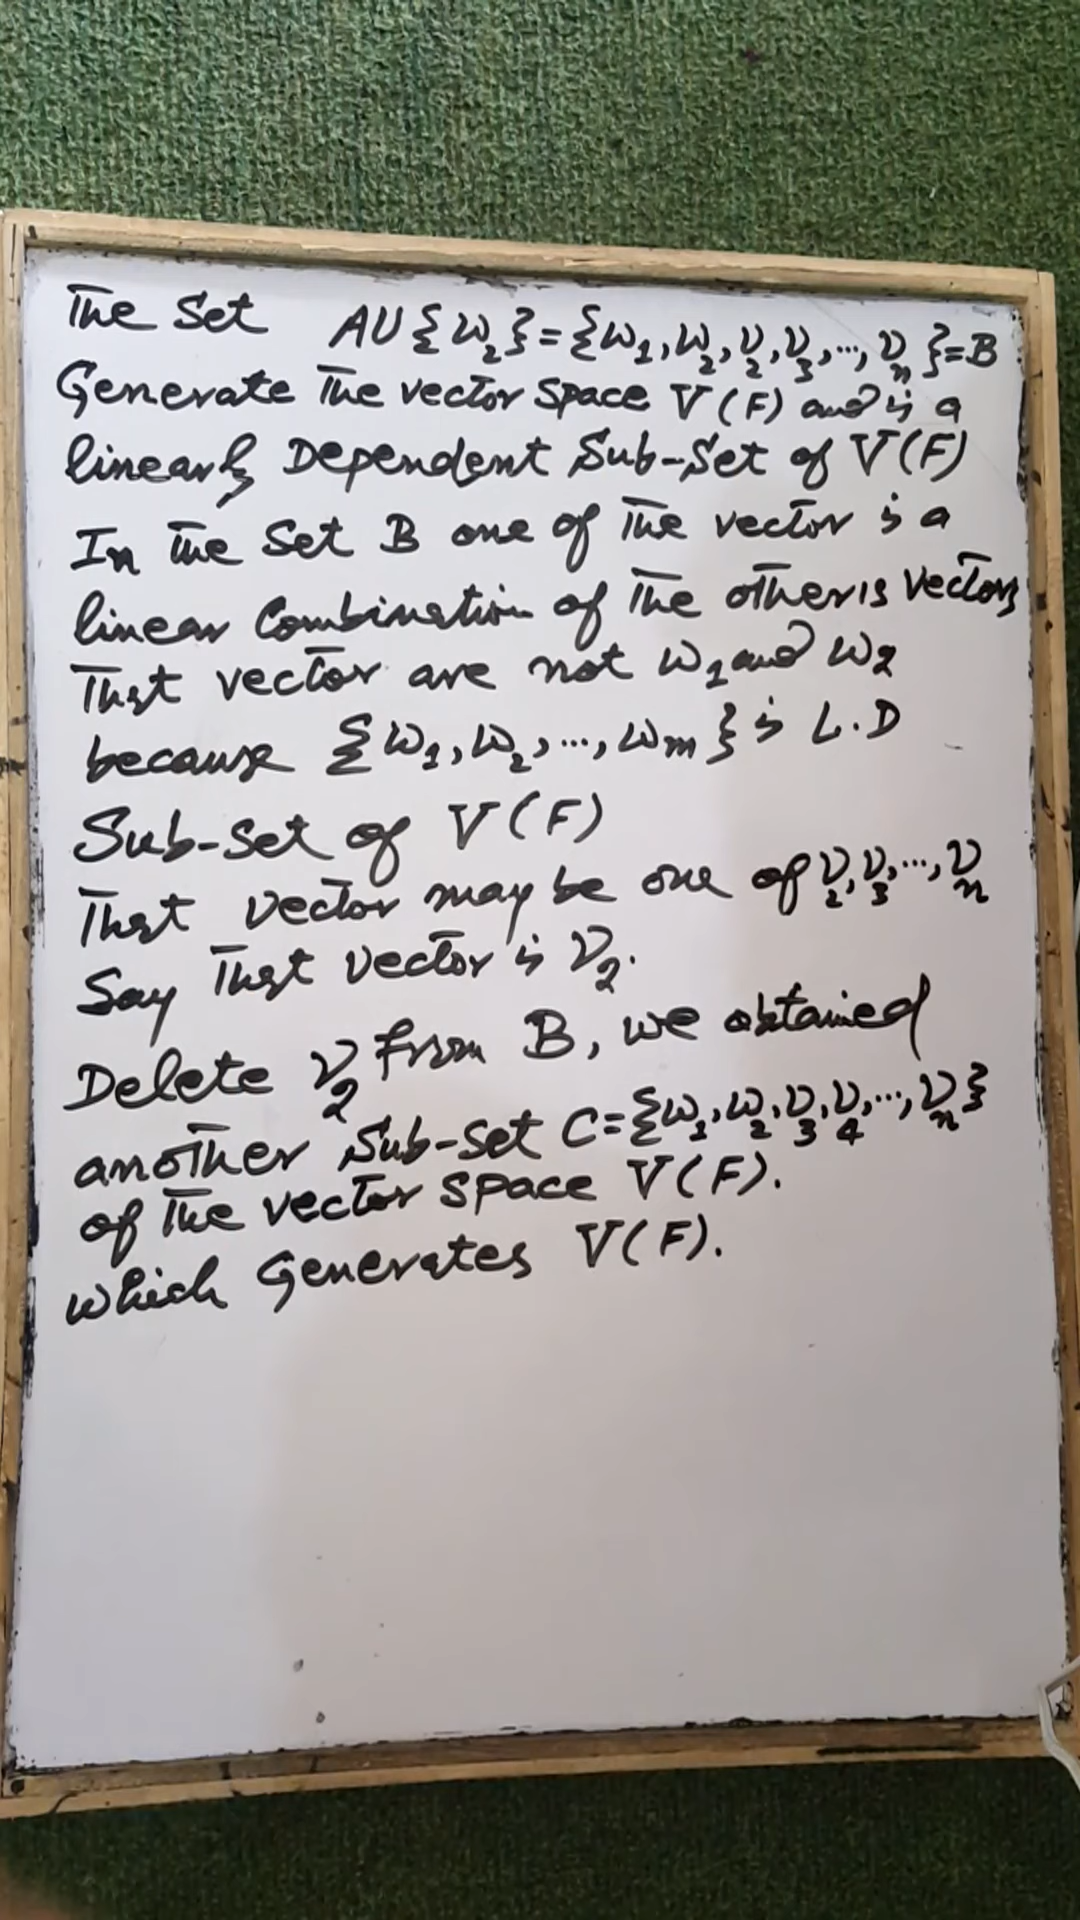 The Set AU{w₂}={w₁,w₂,v₂,v₃,...,vₙ}=B
Generate The vector space V(F) and is a
linearly Dependent Sub-Set of V(F)
In The Set B one of The vector is a
linear Combination of The otheris vectors
That vector are not w₁ and w₂
because {w₁,w₂,...,wₘ} is L.D
Sub-Set of V(F)
That vector may be one of v₂,v₃,...,vₙ
Say That vector is v₂.
Delete v₂ from B, we obtained
another Sub-Set C={w₁,w₂,v₃,v₄,...,vₙ}
of The vector space V(F).
which Generates V(F).